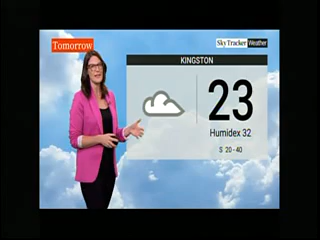 Tomorrow
SkyTracker Weather
KINGSTON
23
Humidex 32
S 20-40